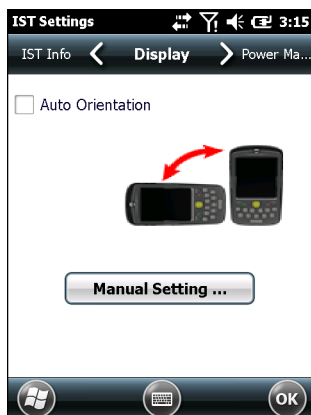 IST Settings 3:15
IST Info Display Power Ma...
Auto Orientation
Manual Setting ...
OK